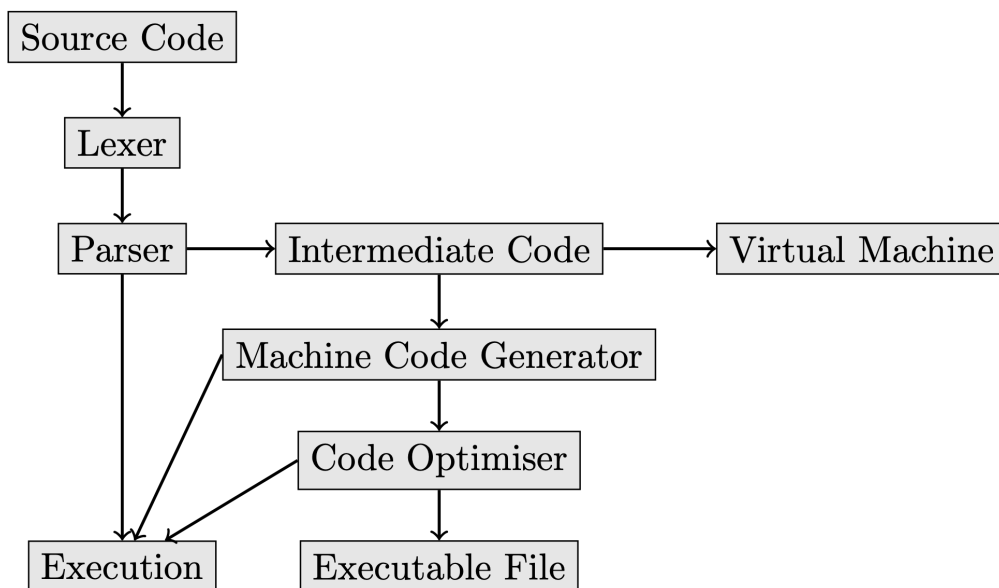 Source Code
Lexer
Parser
Intermediate Code
Virtual Machine
Machine Code Generator
Code Optimiser
Execution
Executable File